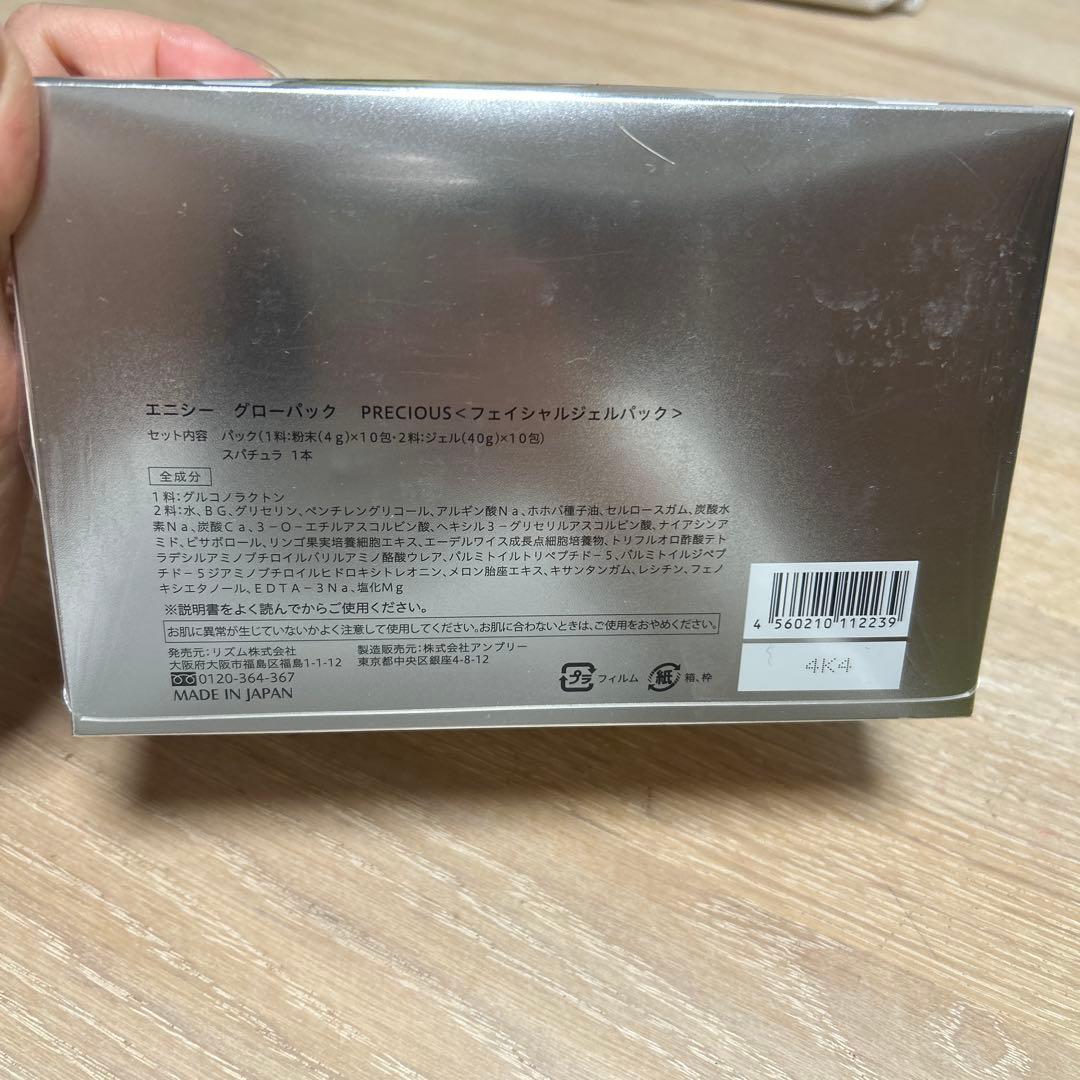 エニシー グローパック PRECIOUS<フェイシャルジェルパック>
セット内容 パック(1料:粉末(4g)×10包・2料:ジェル(40g)×10包)
スパチュラ 1本
全成分
1料:グルコノラクトン
2料:水、BG、グリセリン、ペンチレングリコール、アルギン酸Na、ホホバ種子油、セルロースガム、炭酸水
素Na、炭酸Ca、3-O-エチルアスコルビン酸、ヘキシル3-グリセリルアスコルビン酸、ナイアシンア
ミド、ビサボロール、リンゴ果実培養細胞エキス、エーデルワイス成長点細胞培養物、トリフルオロ酢酸テト
ラデシルアミノブチロイルバリルアミノ酪酸ウレア、パルミトイルトリペプチド-5、パルミトイルジペプ
チド-5ジアミノブチロイルヒドロキシトレオニン、メロン胎座エキス、キサンタンガム、レシチン、フェノ
キシエタノール、EDTA-3Na、塩化Mg
※説明書をよく読んでからご使用ください。
お肌に異常が生じていないかよく注意して使用してください。お肌に合わないときは、ご使用をおやめください。
発売元:リズム株式会社 製造販売元:株式会社アンプリー
大阪府大阪市福島区福島1-1-12 東京都中央区銀座4-8-12
0120-364-367
MADE IN JAPAN
プラ フィルム 紙 箱、枠
4 560210 112239
4K4